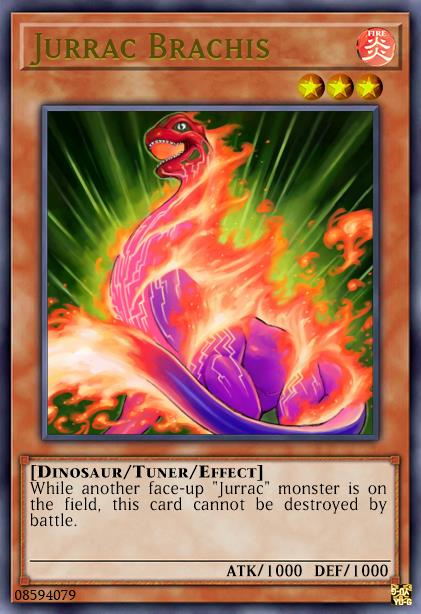 Jurrac Brachis
FIRE
炎
[Dinosaur/Tuner/Effect]
While another face-up "Jurrac" monster is on
the field, this card cannot be destroyed by
battle.
ATK/1000 DEF/1000
08594079